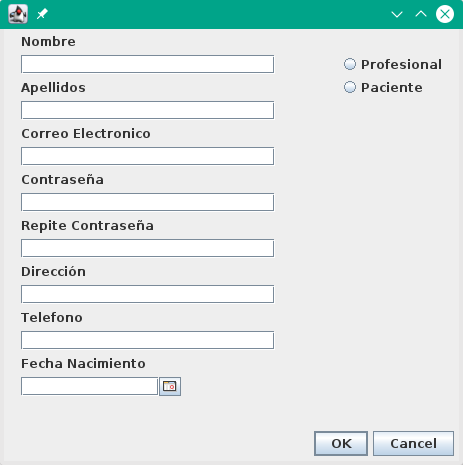 Nombre
Profesional
Apellidos
Paciente
Correo Electronico
Contraseña
Repite Contraseña
Dirección
Telefono
Fecha Nacimiento
OK Cancel